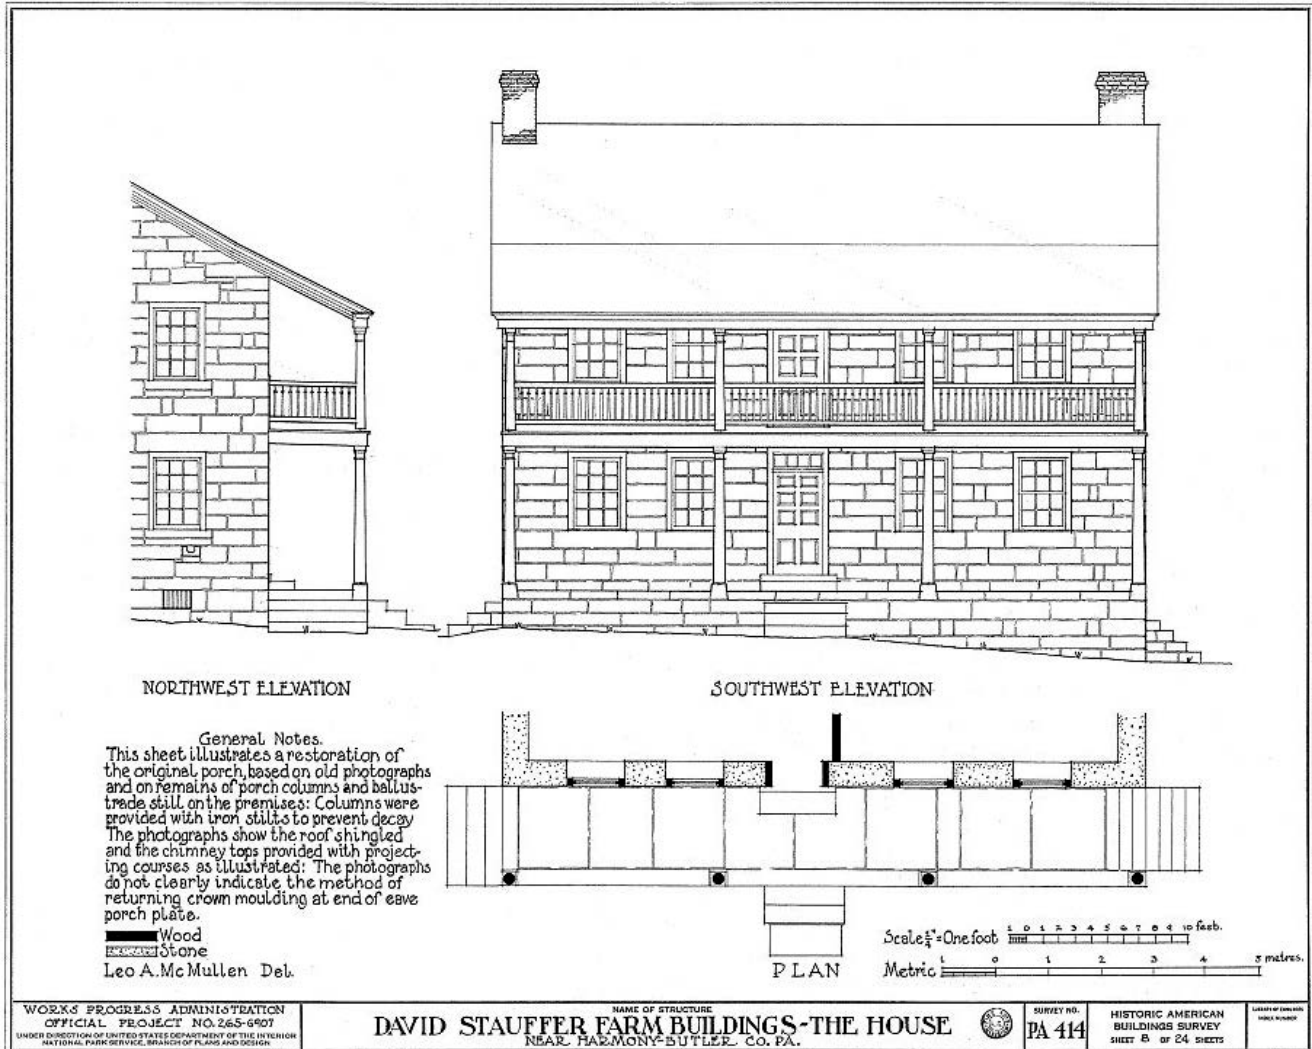 NORTHWEST ELEVATION
SOUTHWEST ELEVATION
General Notes.
This sheet illustrates a restoration of
the original porch, based on old photographs
and on remains of porch columns and ballus-
trade still on the premises: Columns were
provided with iron stilts to prevent decay
The photographs show the roof shingled
and the chimney tops provided with project-
ing courses as illustrated: The photographs
do not clearly indicate the method of
returning crown moulding at end of eave
porch plate.
Wood
Stone
Leo A. McMullen Del.
PLAN
Scale ¼"=One foot 1 0 1 2 3 4 5 6 7 8 9 10 feet.
Metric 1 0 1 2 3 4 5 metres.
WORKS PROGRESS ADMINISTRATION
OFFICIAL PROJECT NO. 265-6907
UNDER DIRECTION OF UNITED STATES DEPARTMENT OF THE INTERIOR
NATIONAL PARK SERVICE, BRANCH OF PLANS AND DESIGN
NAME OF STRUCTURE
DAVID STAUFFER FARM BUILDINGS-THE HOUSE
NEAR HARMONY-BUTLER CO. PA.
SURVEY NO.
PA 414
HISTORIC AMERICAN
BUILDINGS SURVEY
SHEET 8 OF 24 SHEETS
LIBRARY OF CONGRESS
INDEX NUMBER